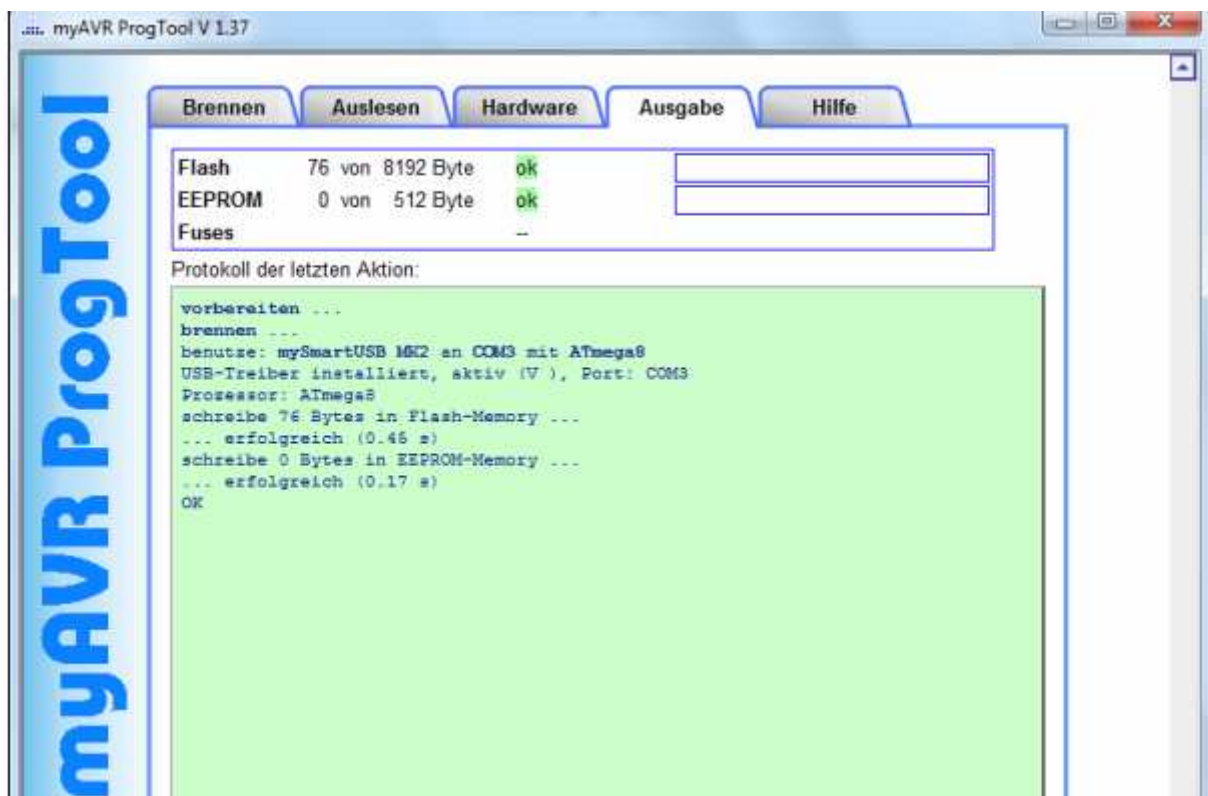 myAVR ProgTool V 1.37
myAVR ProgTool
Brennen Auslesen Hardware Ausgabe Hilfe
Flash 76 von 8192 Byte ok
EEPROM 0 von 512 Byte ok
Fuses --
Protokoll der letzten Aktion:
vorbereiten ...
brennen ...
benutze: mySmartUSB MK2 an COM3 mit ATmega8
USB-Treiber installiert, aktiv (V ), Port: COM3
Prozessor: ATmega8
schreibe 76 Bytes in Flash-Memory ...
... erfolgreich (0.46 s)
schreibe 0 Bytes in EEPROM-Memory ...
... erfolgreich (0.17 s)
OK